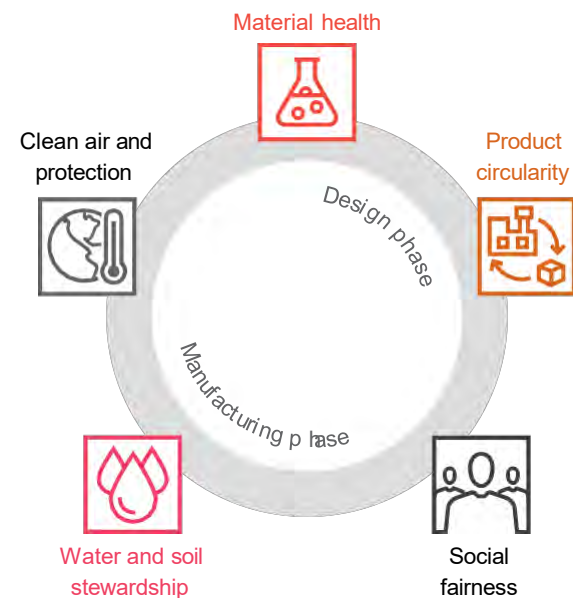 Material health
Clean air and
protection
Product
circularity
Design phase
Manufacturing p hase
Water and soil
stewardship
Social
fairness